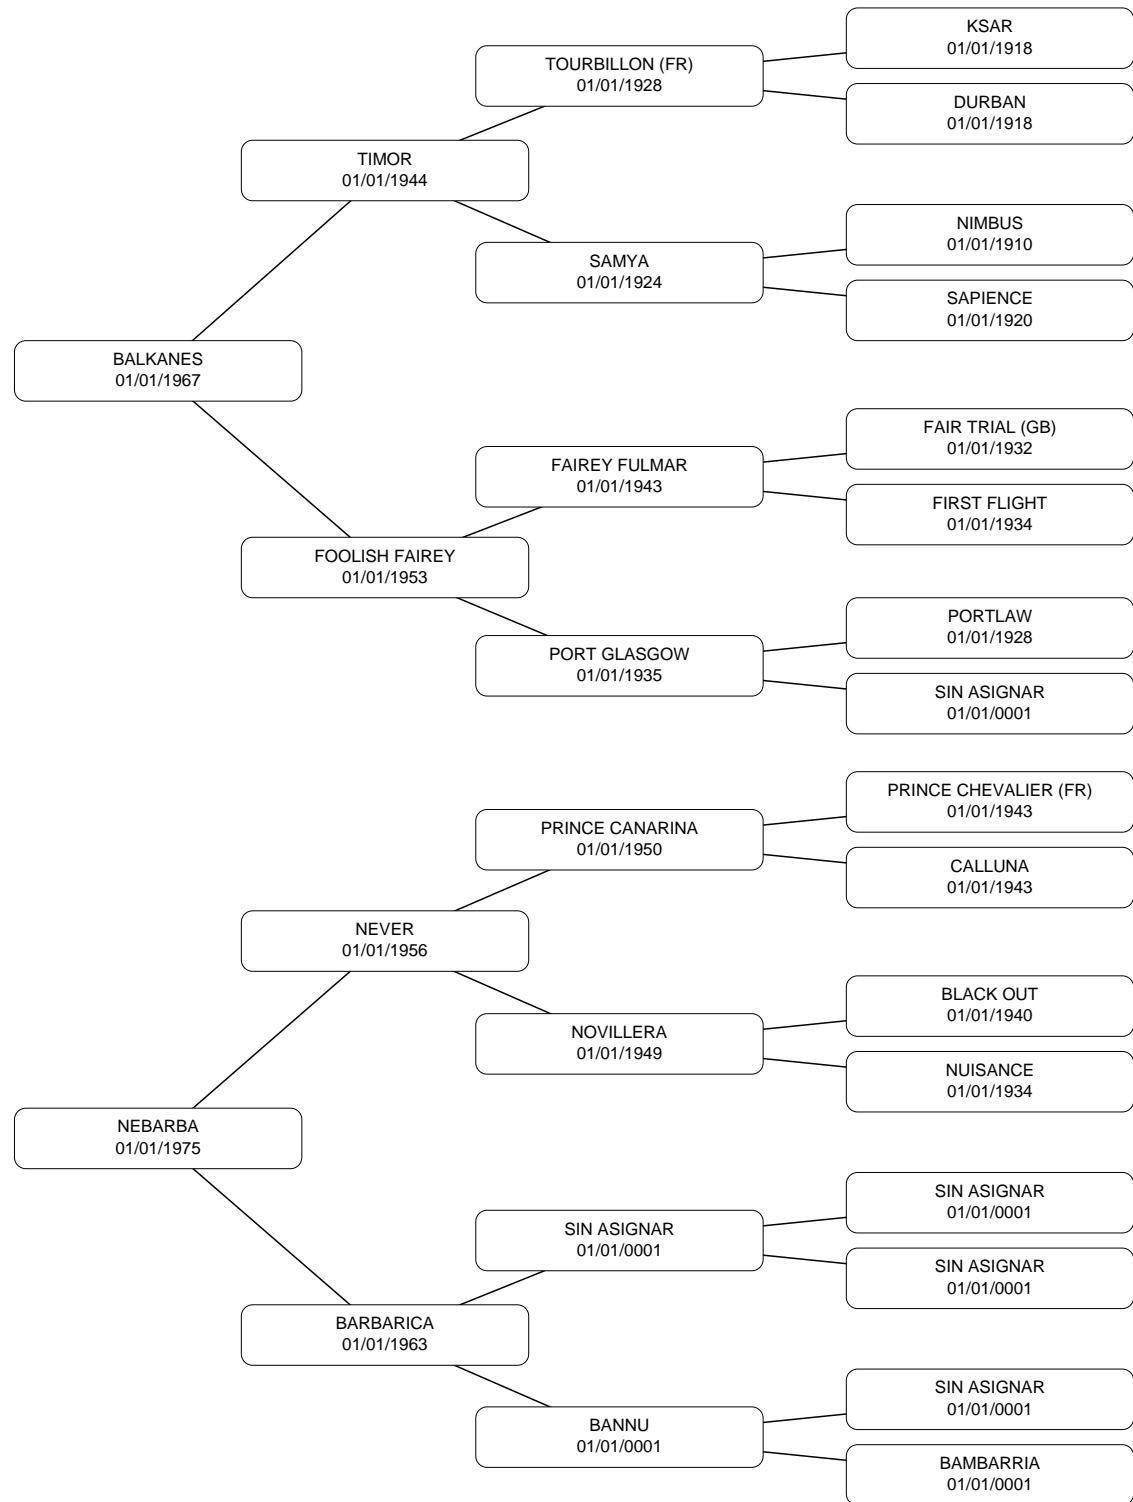 KSAR
01/01/1918
TOURBILLON (FR)
01/01/1928
DURBAN
01/01/1918
TIMOR
01/01/1944
NIMBUS
01/01/1910
SAMYA
01/01/1924
SAPIENCE
01/01/1920
BALKANES
01/01/1967
FAIR TRIAL (GB)
01/01/1932
FAIREY FULMAR
01/01/1943
FIRST FLIGHT
01/01/1934
FOOLISH FAIREY
01/01/1953
PORTLAW
01/01/1928
PORT GLASGOW
01/01/1935
SIN ASIGNAR
01/01/0001
PRINCE CHEVALIER (FR)
01/01/1943
PRINCE CANARINA
01/01/1950
CALLUNA
01/01/1943
NEVER
01/01/1956
BLACK OUT
01/01/1940
NOVILLERA
01/01/1949
NUISANCE
01/01/1934
NEBARBA
01/01/1975
SIN ASIGNAR
01/01/0001
SIN ASIGNAR
01/01/0001
SIN ASIGNAR
01/01/0001
BARBARICA
01/01/1963
SIN ASIGNAR
01/01/0001
BANNU
01/01/0001
BAMBARRIA
01/01/0001